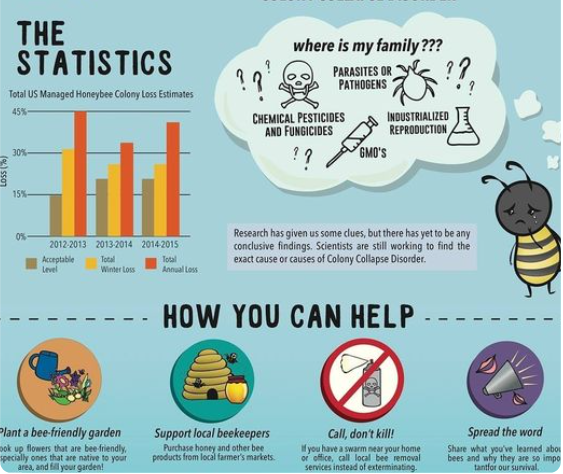 THE
STATISTICS
Total US Managed Honeybee Colony Loss Estimates
45%
30%
15%
0%
Loss (%)
2012-2013 2013-2014 2014-2015
Acceptable
Level
Total
Winter Loss
Total
Annual Loss
where is my family???
? ? ? ? ? ?
PARASITES OR
PATHOGENS
CHEMICAL PESTICIDES
AND FUNGICIDES
INDUSTRIALIZED
REPRODUCTION
? ?
GMO's
Research has given us some clues, but there has yet to be any
conclusive findings. Scientists are still working to find the
exact cause or causes of Colony Collapse Disorder.
HOW YOU CAN HELP
Plant a bee-friendly garden
ook up flowers that are bee-friendly,
specially ones that are native to your
area, and fill your garden!
Support local beekeepers
Purchase honey and other bee
products from local farmer's markets.
Call, don't kill!
If you have a swarm near your home
or office, call local bee removal
services instead of exterminating.
Spread the word
Share what you've learned abou
bees and why they are so impo
tantfor our survival.